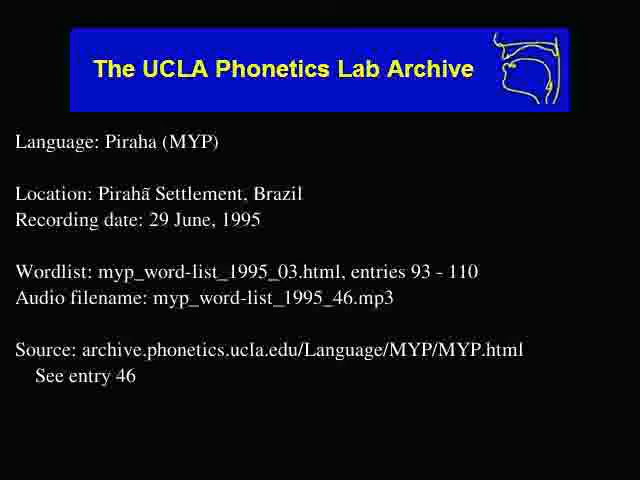 The UCLA Phonetics Lab Archive
Language: Piraha (MYP)
Location: Pirahã Settlement, Brazil
Recording date: 29 June, 1995
Wordlist: myp_word-list_1995_03.html, entries 93 - 110
Audio filename: myp_word-list_1995_46.mp3
Source: archive.phonetics.ucla.edu/Language/MYP/MYP.html
See entry 46